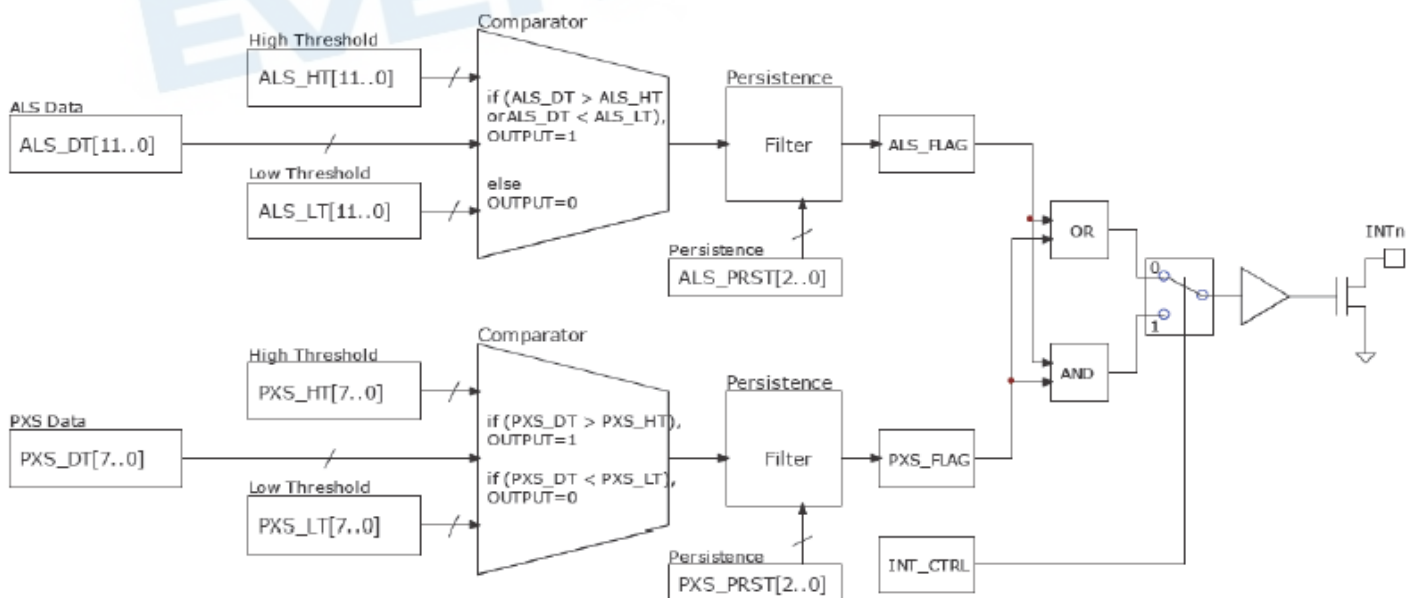 Comparator
High Threshold
ALS_HT[11..0]
Persistence
if (ALS_DT > ALS_HT
orALS_DT < ALS_LT),
OUTPUT=1
ALS Data
ALS_DT[11..0]
Filter
ALS_FLAG
Low Threshold
else
OUTPUT=0
ALS_LT[11..0]
OR
INTn
Persistence
ALS_PRST[2..0]
0
1
Comparator
High Threshold
PXS_HT[7..0]
Persistence
AND
PXS Data
if (PXS_DT > PXS_HT),
OUTPUT=1
PXS_DT[7..0]
Filter
PXS_FLAG
Low Threshold
if (PXS_DT < PXS_LT),
OUTPUT=0
PXS_LT[7..0]
Persistence
PXS_PRST[2..0]
INT_CTRL